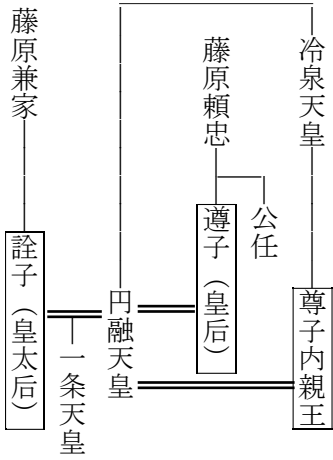 冷泉天皇
尊子内親王
公任
藤原頼忠
遵子（皇后）
円融天皇
一条天皇
藤原兼家
詮子（皇太后）